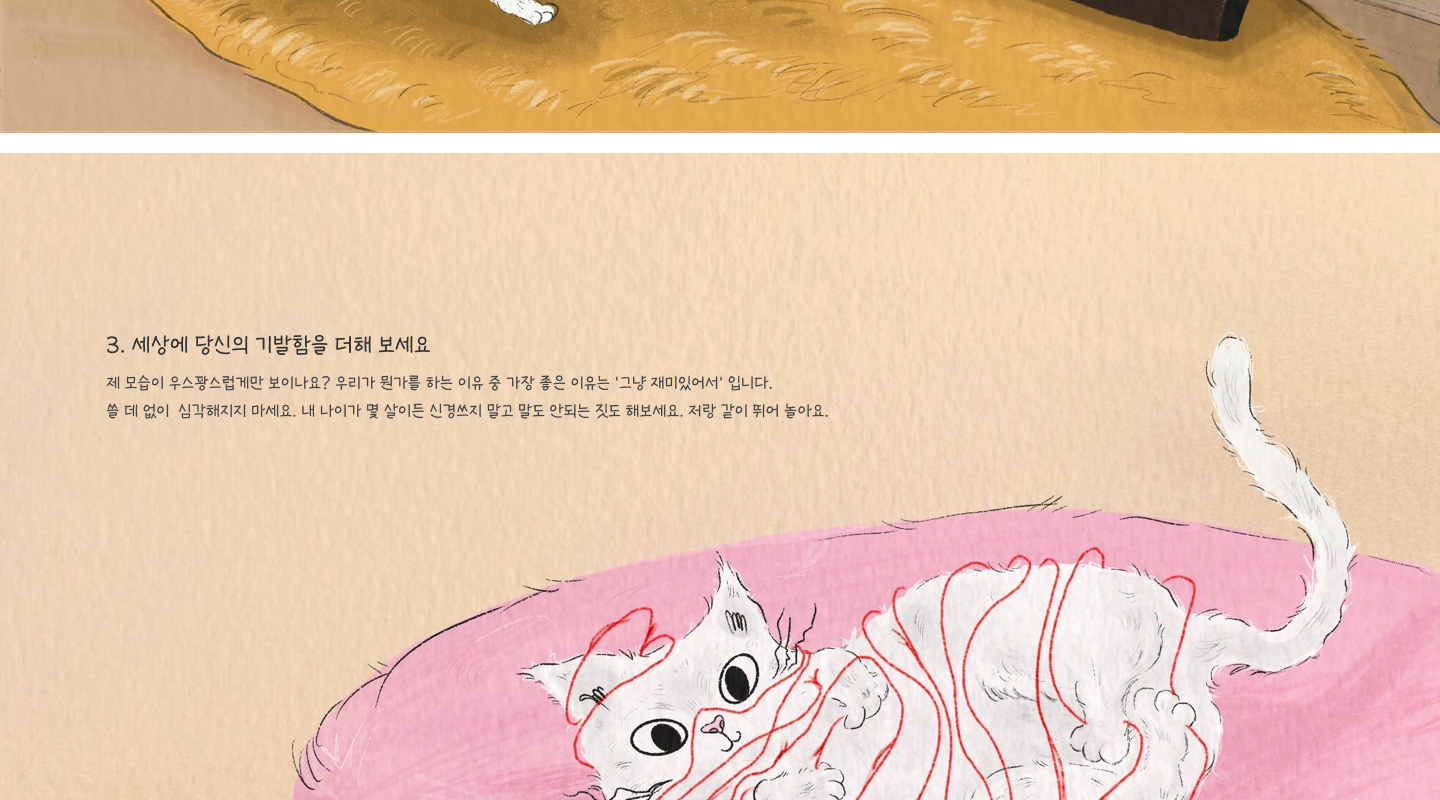 3. 세상에 당신의 기발함을 더해 보세요
제 모습이 우스꽝스럽게만 보이나요? 우리가 뭔가를 하는 이유 중 가장 좋은 이유는 '그냥 재미있어서' 입니다.
쓸 데 없이 심각해지지 마세요. 내 나이가 몇 살이든 신경쓰지 말고 말도 안되는 짓도 해보세요. 저랑 같이 뛰어 놀아요.